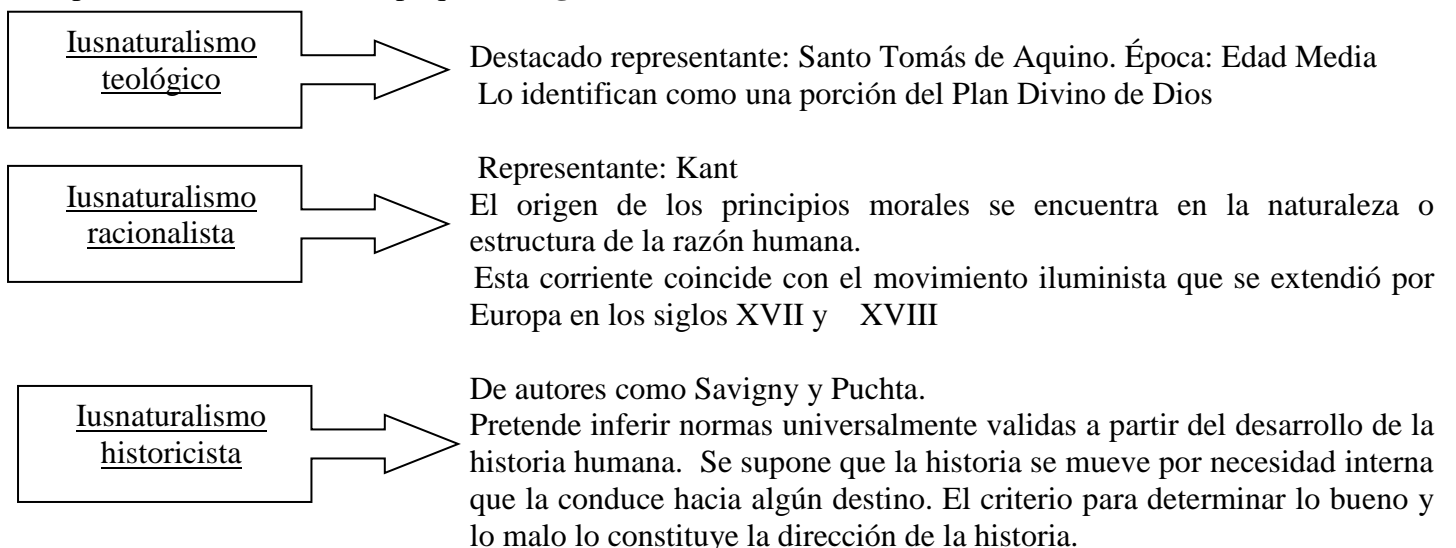 Iusnaturalismo
teológico
Destacado representante: Santo Tomás de Aquino. Época: Edad Media
Lo identifican como una porción del Plan Divino de Dios
Iusnaturalismo
racionalista
Representante: Kant
El origen de los principios morales se encuentra en la naturaleza o
estructura de la razón humana.
Esta corriente coincide con el movimiento iluminista que se extendió por
Europa en los siglos XVII y XVIII
Iusnaturalismo
historicista
De autores como Savigny y Puchta.
Pretende inferir normas universalmente validas a partir del desarrollo de la
historia humana. Se supone que la historia se mueve por necesidad interna
que la conduce hacia algún destino. El criterio para determinar lo bueno y
lo malo lo constituye la dirección de la historia.